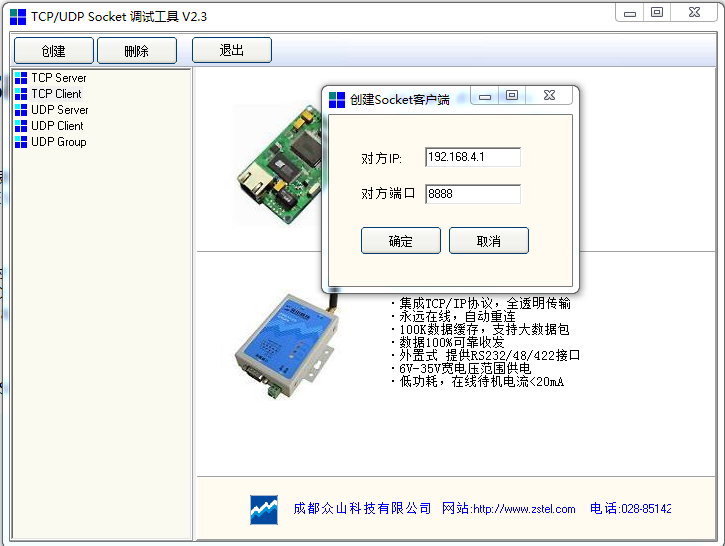 TCP/UDP Socket 调试工具 V2.3
创建 删除 退出
TCP Server
TCP Client
UDP Server
UDP Client
UDP Group
创建Socket客户端
对方IP: 192.168.4.1
对方端口 8888
确定 取消
·集成TCP/IP协议，全透明传输
·永远在线，自动重连
·100K数据缓存，支持大数据包
·数据100%可靠收发
·外置式 提供RS232/48/422接口
·6V-35V宽电压范围供电
·低功耗，在线待机电流<20mA
成都众山科技有限公司 网站:http://www.zstel.com 电话:028-85142